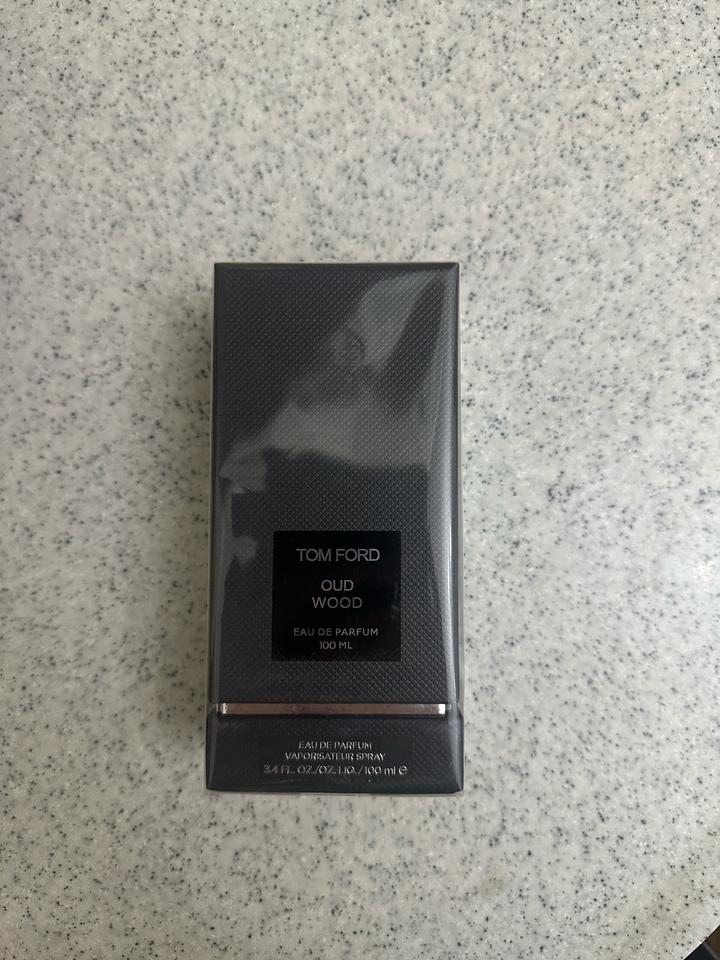 TOM FORD
OUD
WOOD
EAU DE PARFUM
100 ML
EAU DE PARFUM
VAPORISATEUR SPRAY
3.4 FL. OZ./OZ. LIQ. / 100 ml ℮